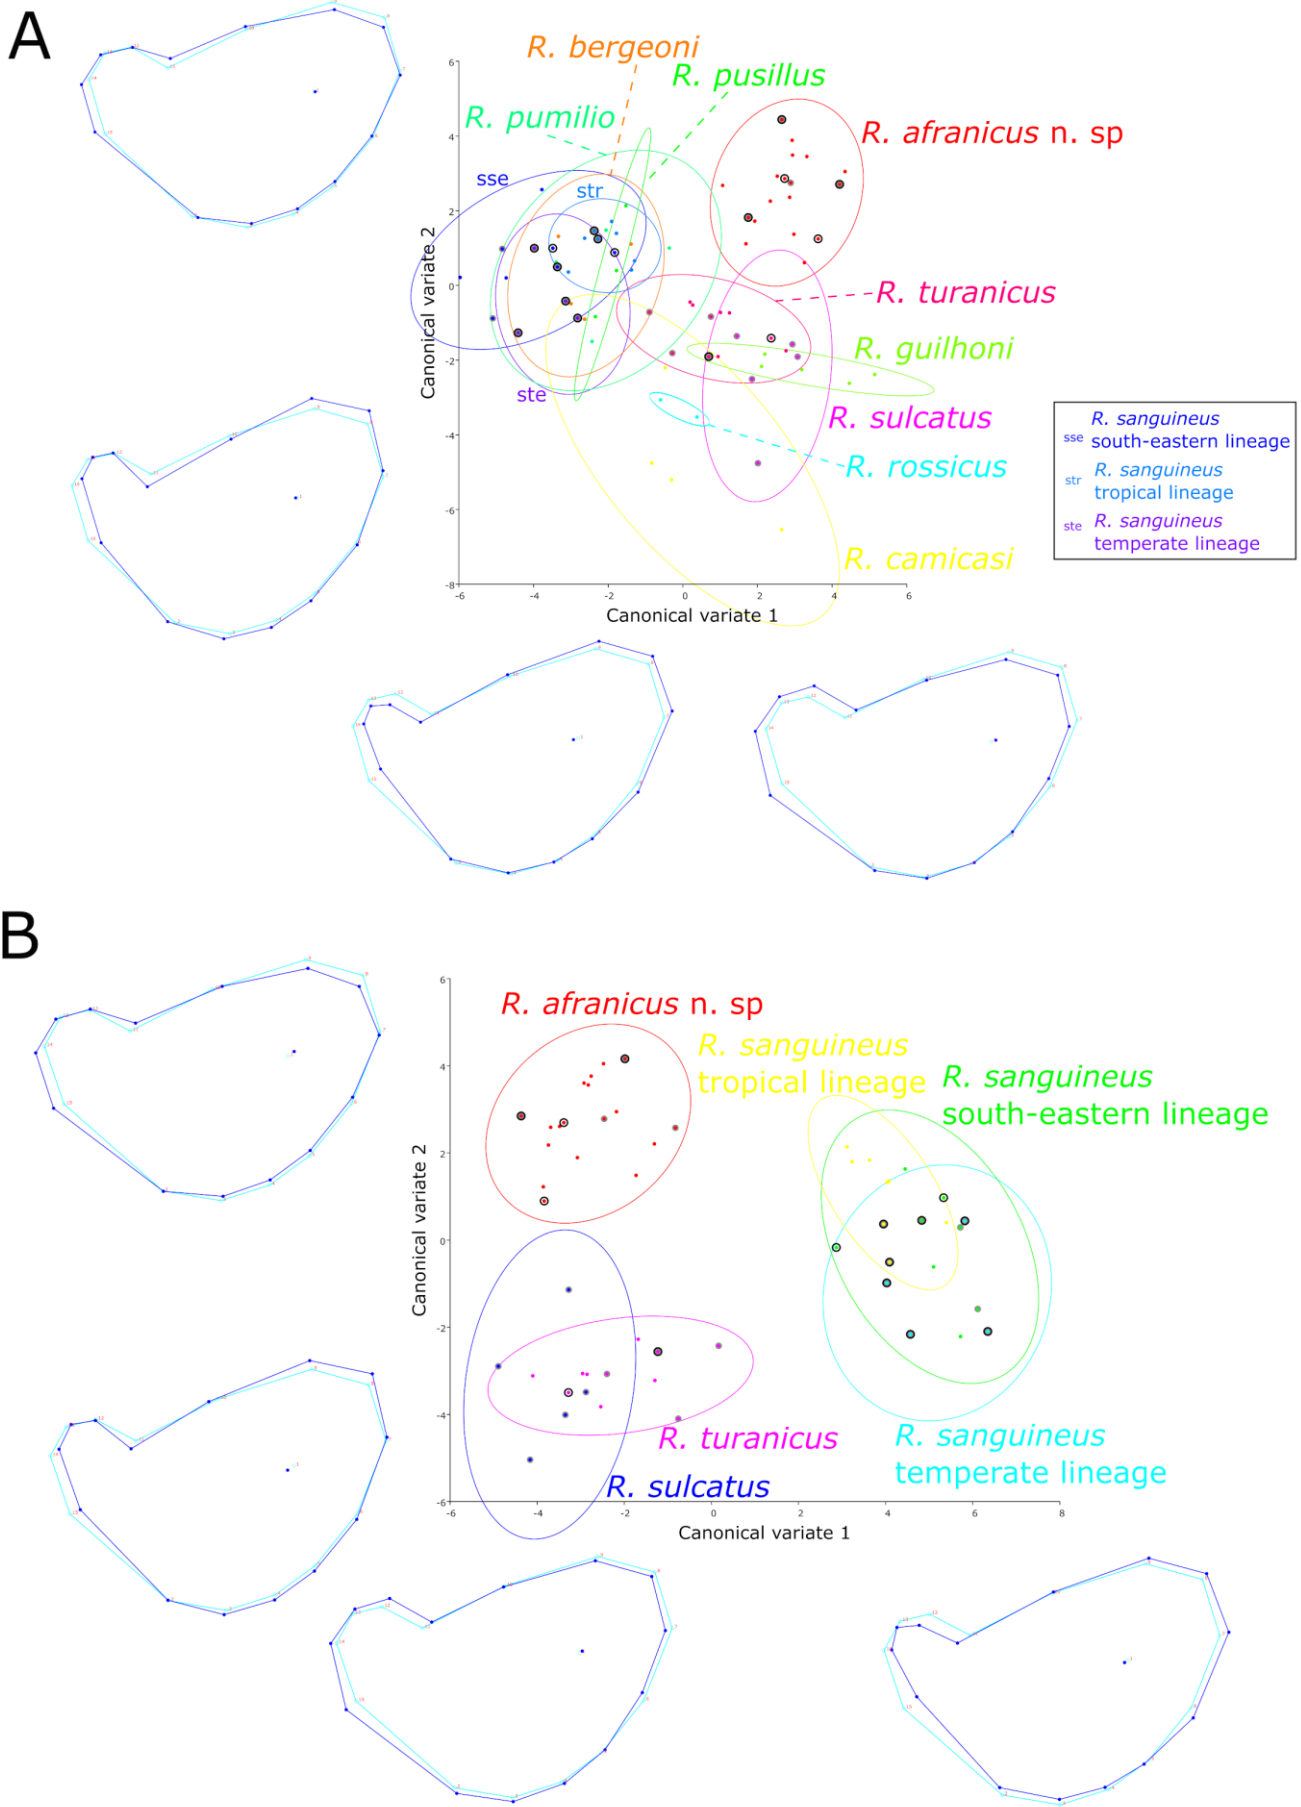 A
R. bergeoni
R. pusillus
R. pumilio
R. afranicus n. sp
sse
str
R. turanicus
R. guilhoni
ste
R. sulcatus
R. rossicus
R. camicasi
Canonical variate 2
6
4
2
0
-2
-4
-6
-8
-6
-4
-2
0
2
4
6
Canonical variate 1
sse R. sanguineus
south-eastern lineage
str R. sanguineus
tropical lineage
ste R. sanguineus
temperate lineage
B
R. afranicus n. sp
R. sanguineus
tropical lineage
R. sanguineus
south-eastern lineage
R. turanicus
R. sulcatus
R. sanguineus
temperate lineage
Canonical variate 2
6
4
2
0
-2
-4
-6
-6
-4
-2
0
2
4
6
8
Canonical variate 1